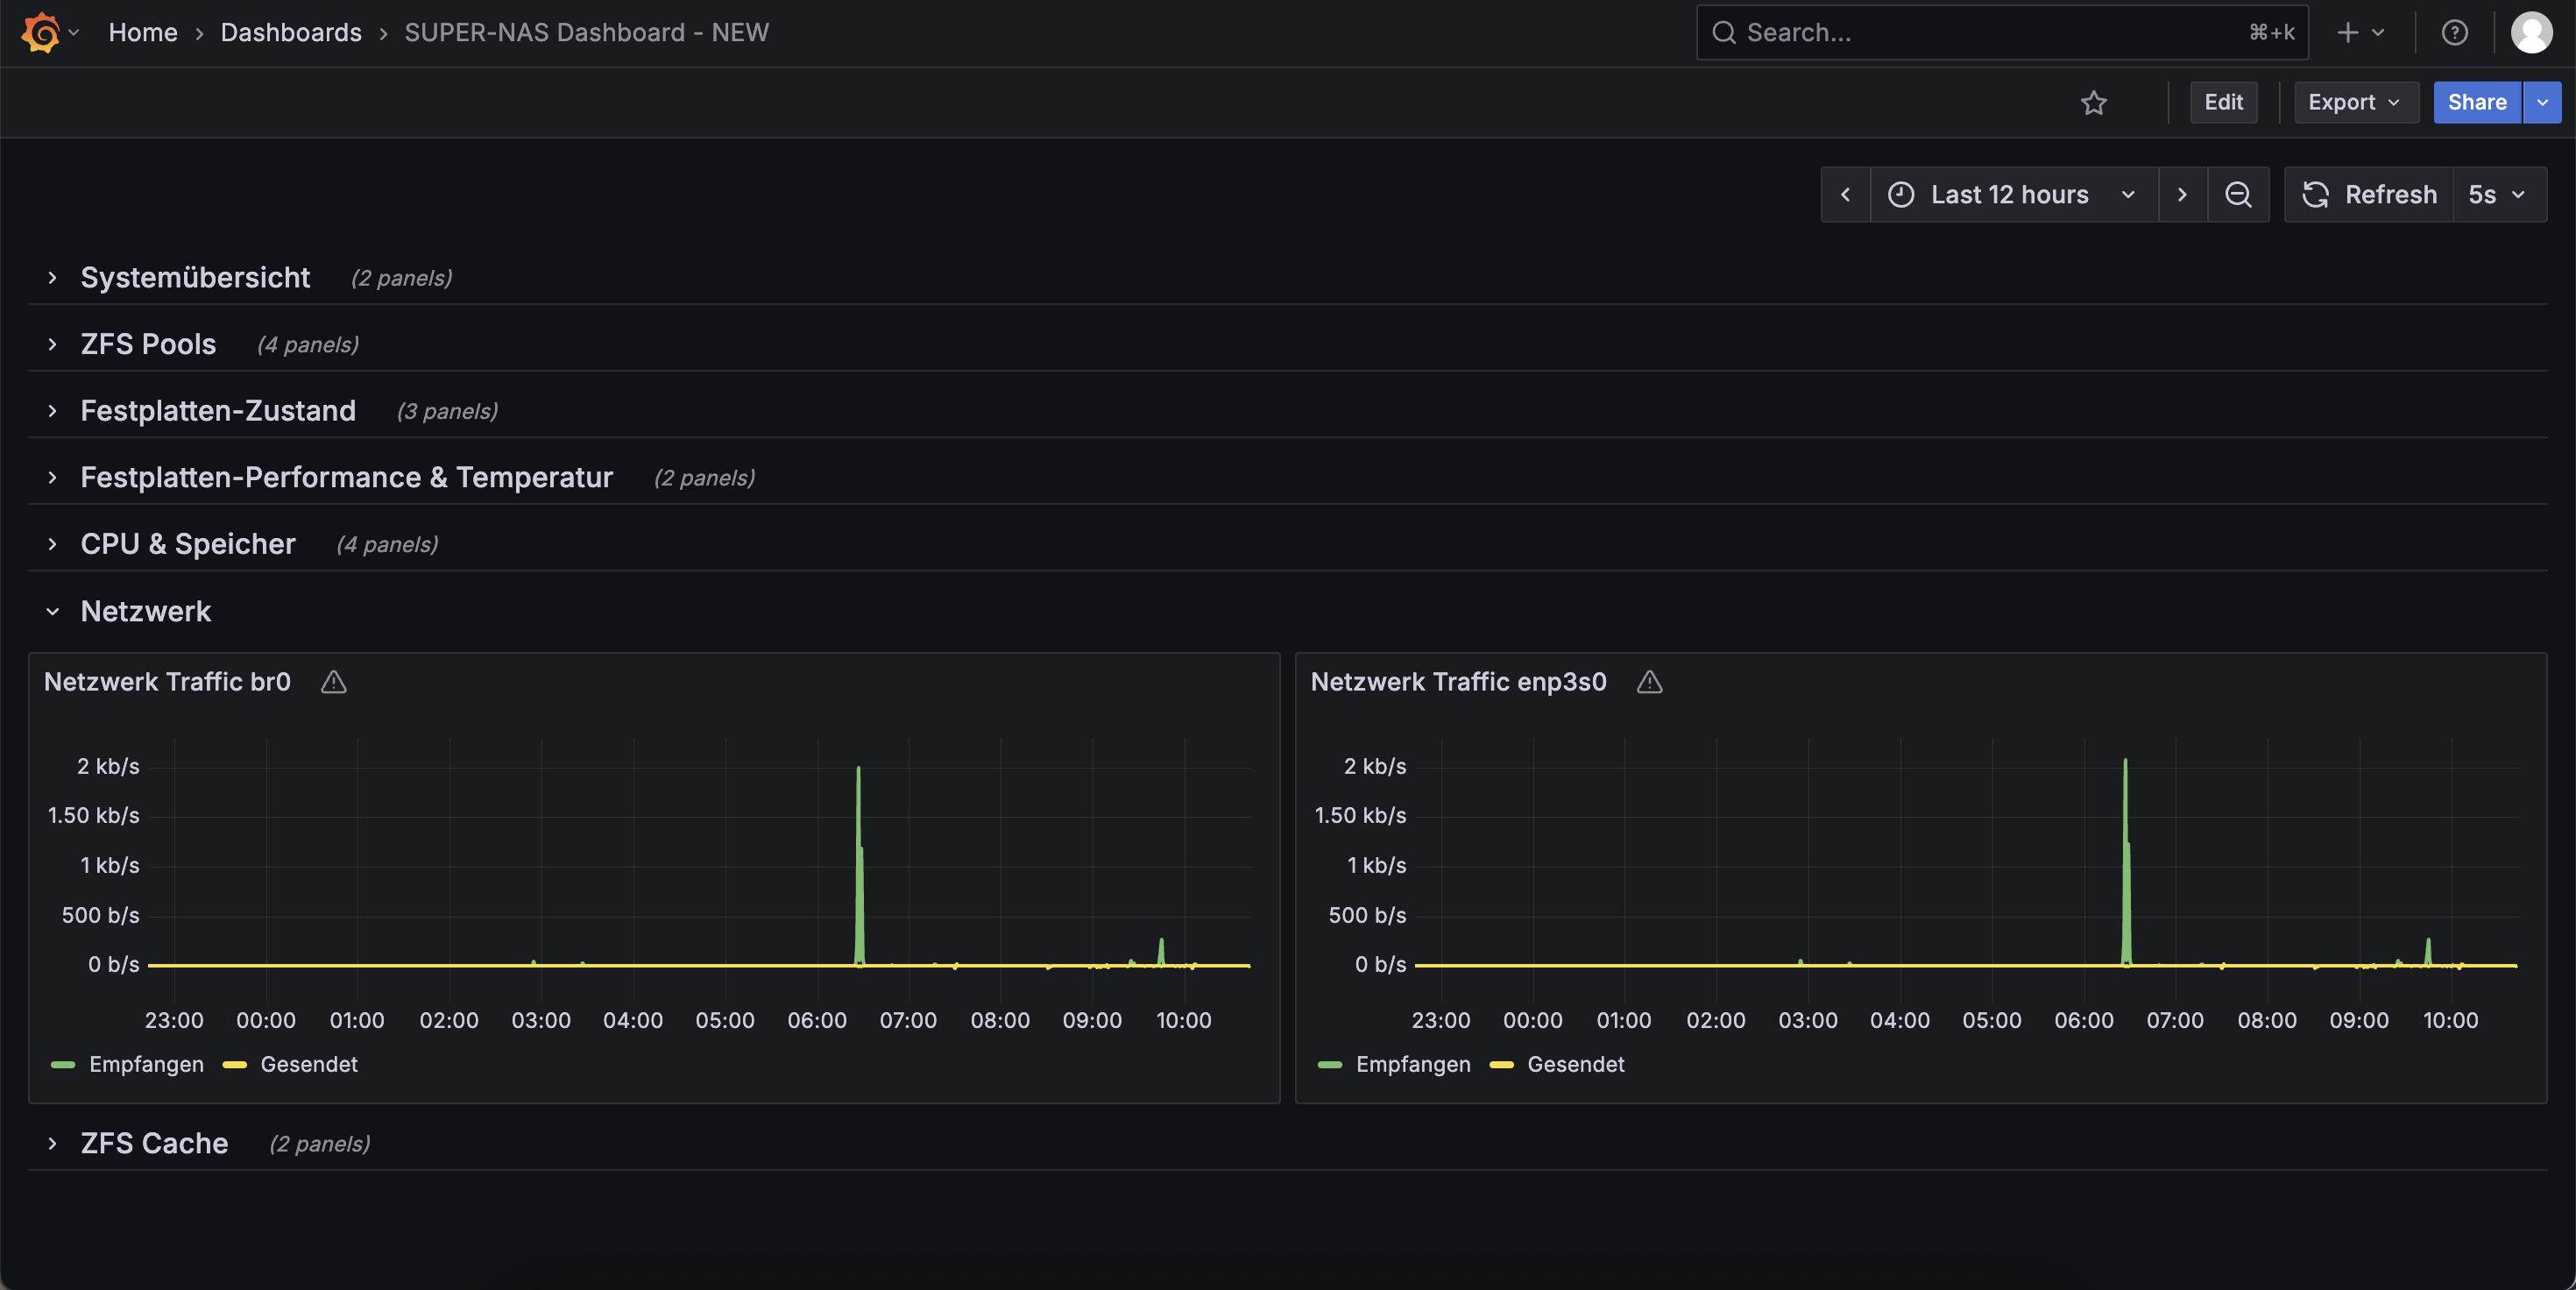 Home › Dashboards › SUPER-NAS Dashboard - NEW
Search... ⌘+k
Edit Export Share
Last 12 hours Refresh 5s
Systemübersicht (2 panels)
ZFS Pools (4 panels)
Festplatten-Zustand (3 panels)
Festplatten-Performance & Temperatur (2 panels)
CPU & Speicher (4 panels)
Netzwerk
Netzwerk Traffic br0
2 kb/s
1.50 kb/s
1 kb/s
500 b/s
0 b/s
23:00 00:00 01:00 02:00 03:00 04:00 05:00 06:00 07:00 08:00 09:00 10:00
Empfangen Gesendet
Netzwerk Traffic enp3s0
2 kb/s
1.50 kb/s
1 kb/s
500 b/s
0 b/s
23:00 00:00 01:00 02:00 03:00 04:00 05:00 06:00 07:00 08:00 09:00 10:00
Empfangen Gesendet
ZFS Cache (2 panels)